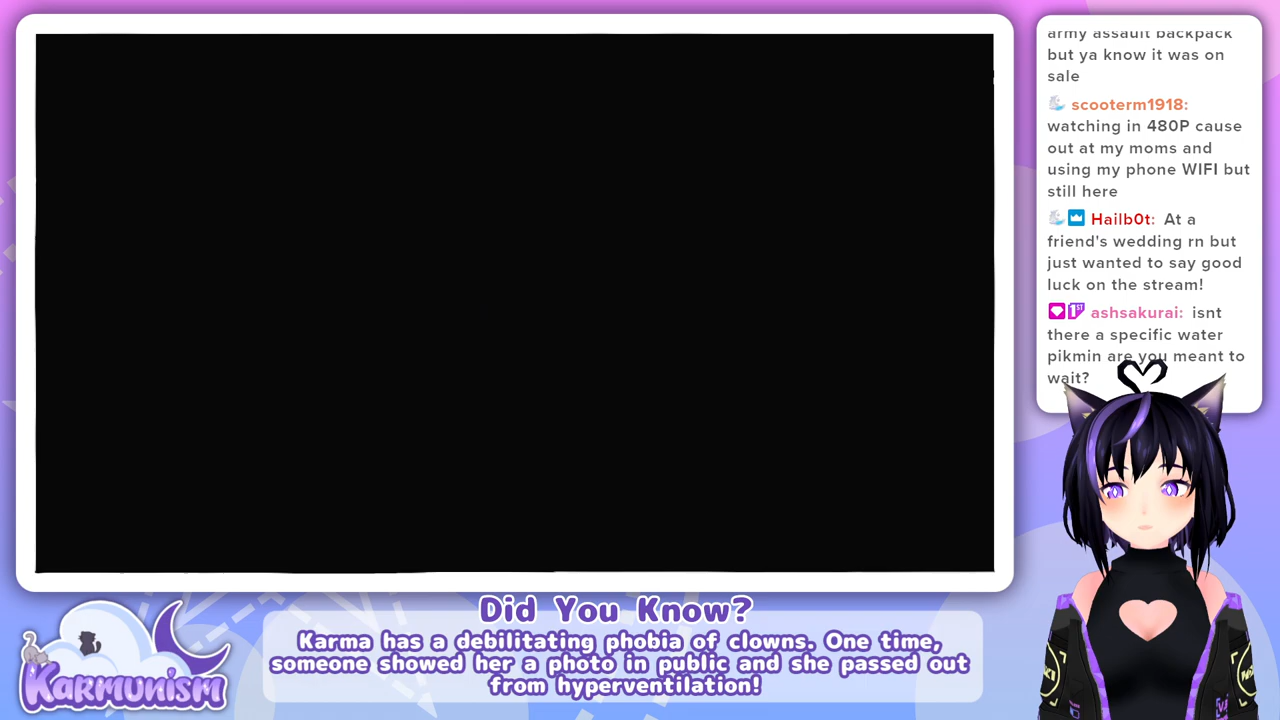 army assault backpack
but ya know it was on
sale
scooterm1918:
watching in 480P cause
out at my moms and
using my phone WIFI but
still here
Hailb0t: At a
friend's wedding rn but
just wanted to say good
luck on the stream!
1ST ashsakurai: isnt
there a specific water
pikmin are you meant to
wait?
Did You Know?
Karma has a debilitating phobia of clowns. One time,
someone showed her a photo in public and she passed out
from hyperventilation!
KARMUNISM